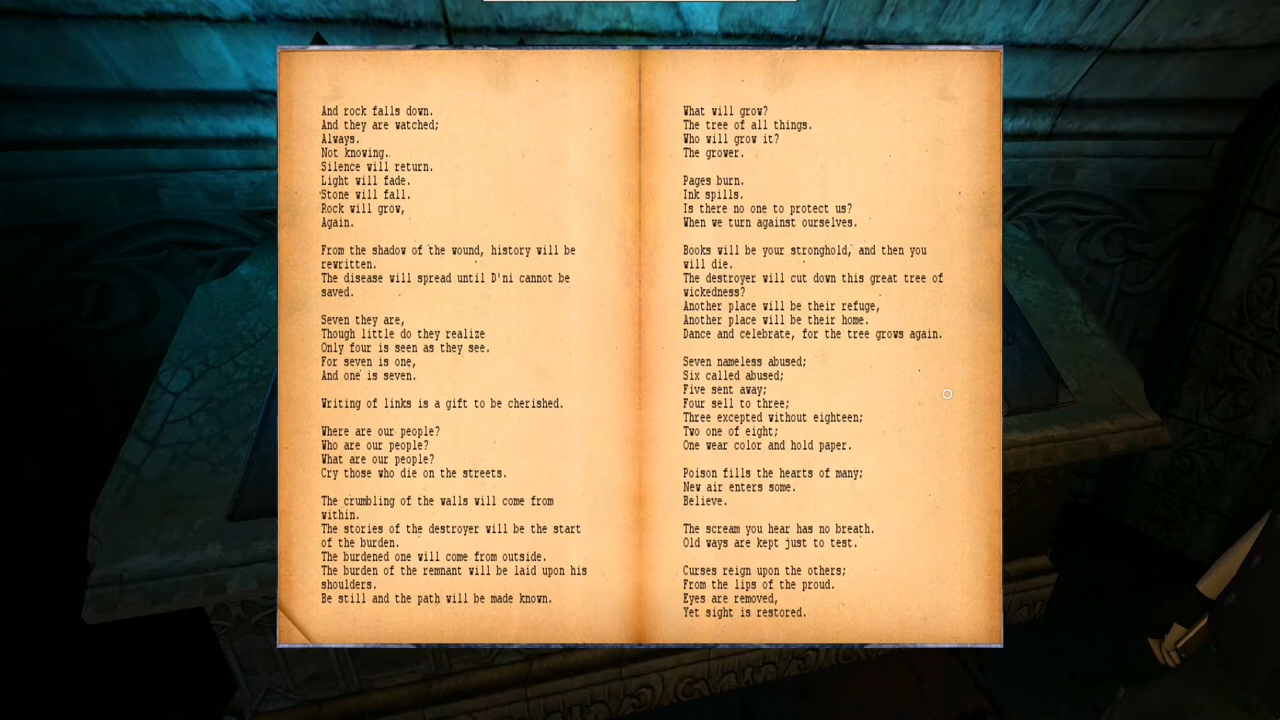 And rock falls down.
And they are watched;
Always.
Not knowing.
Silence will return.
Light will fade.
Stone will fall.
Rock will grow,
Again.
From the shadow of the wound, history will be
rewritten.
The disease will spread until D'ni cannot be
saved.
Seven they are,
Though little do they realize
Only four is seen as they see.
For seven is one,
And one is seven.
Writing of links is a gift to be cherished.
Where are our people?
Who are our people?
What are our people?
Cry those who die on the streets.
The crumbling of the walls will come from
within.
The stories of the destroyer will be the start
of the burden.
The burdened one will come from outside.
The burden of the remnant will be laid upon his
shoulders.
Be still and the path will be made known.
What will grow?
The tree of all things.
Who will grow it?
The grower.
Pages burn.
Ink spills.
Is there no one to protect us?
When we turn against ourselves.
Books will be your stronghold, and then you
will die.
The destroyer will cut down this great tree of
wickedness?
Another place will be their refuge,
Another place will be their home.
Dance and celebrate, for the tree grows again.
Seven nameless abused;
Six called abused;
Five sent away;
Four sell to three;
Three excepted without eighteen;
Two one of eight;
One wear color and hold paper.
Poison fills the hearts of many;
New air enters some.
Believe.
The scream you hear has no breath.
Old ways are kept just to test.
Curses reign upon the others;
From the lips of the proud.
Eyes are removed,
Yet sight is restored.